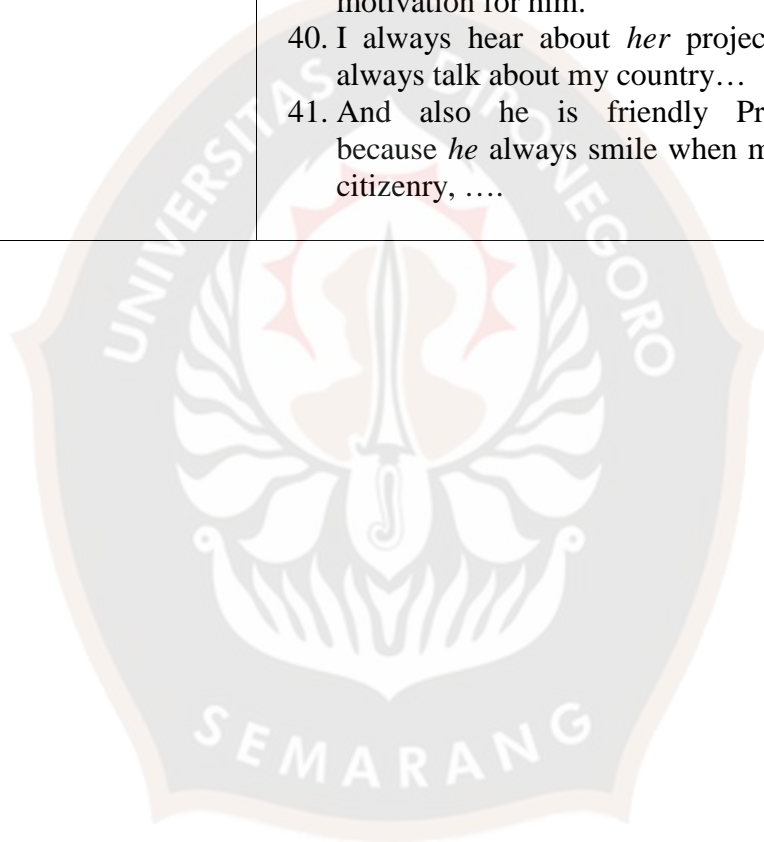 motivation for him.
40. I always hear about her projec
always talk about my country…
41. And also he is friendly Pr
because he always smile when m
citizenry, ….
UNIVERSITAS DIPONEGORO
SEMARANG